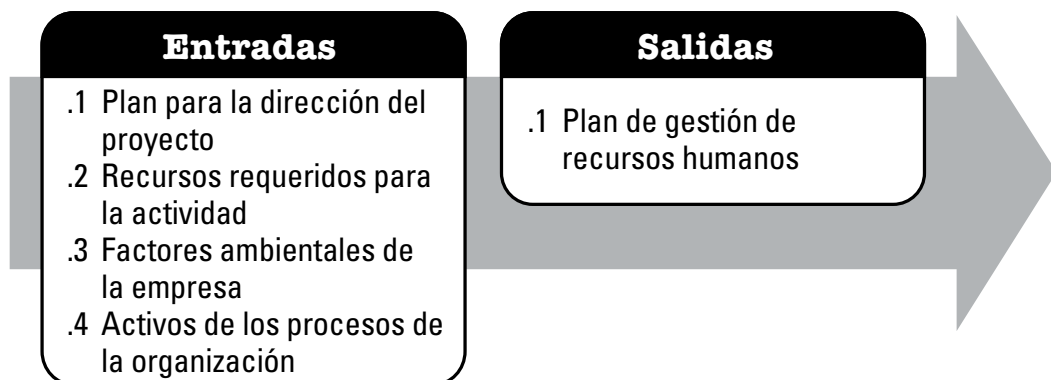 Entradas
.1 Plan para la dirección del
proyecto
.2 Recursos requeridos para
la actividad
.3 Factores ambientales de
la empresa
.4 Activos de los procesos de
la organización
Salidas
.1 Plan de gestión de
recursos humanos